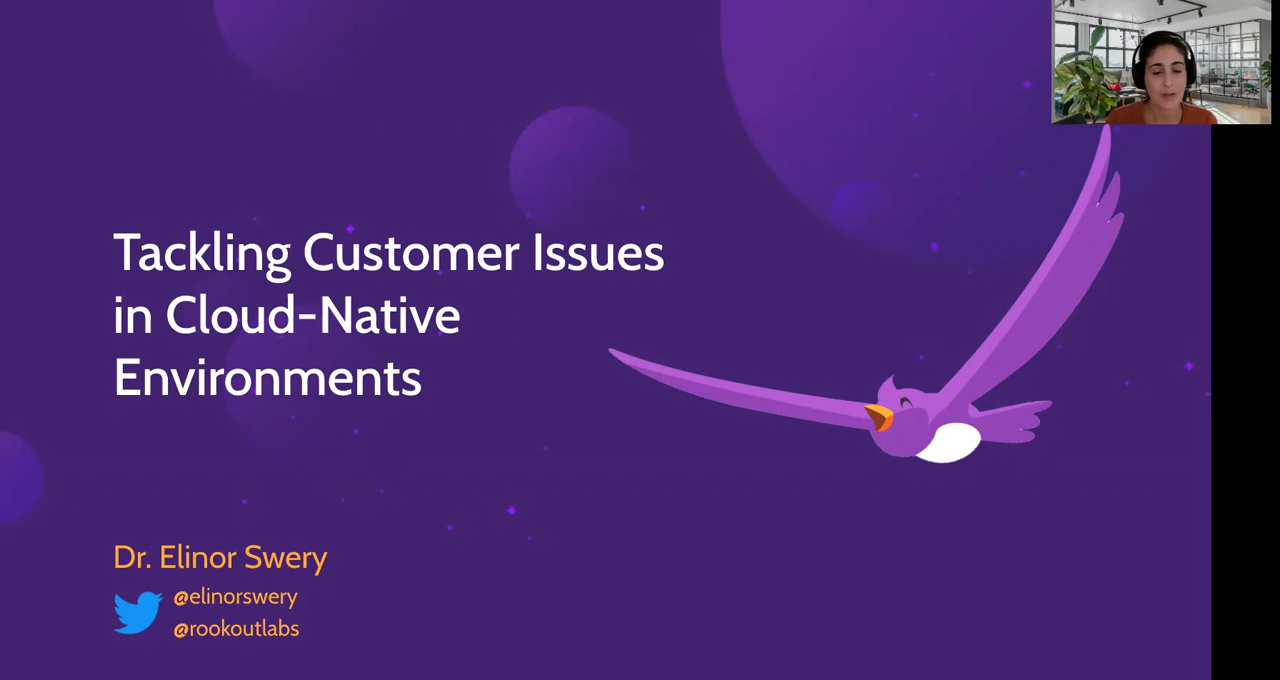 Tackling Customer Issues
in Cloud-Native
Environments
Dr. Elinor Swery
@elinorswery
@rookoutlabs